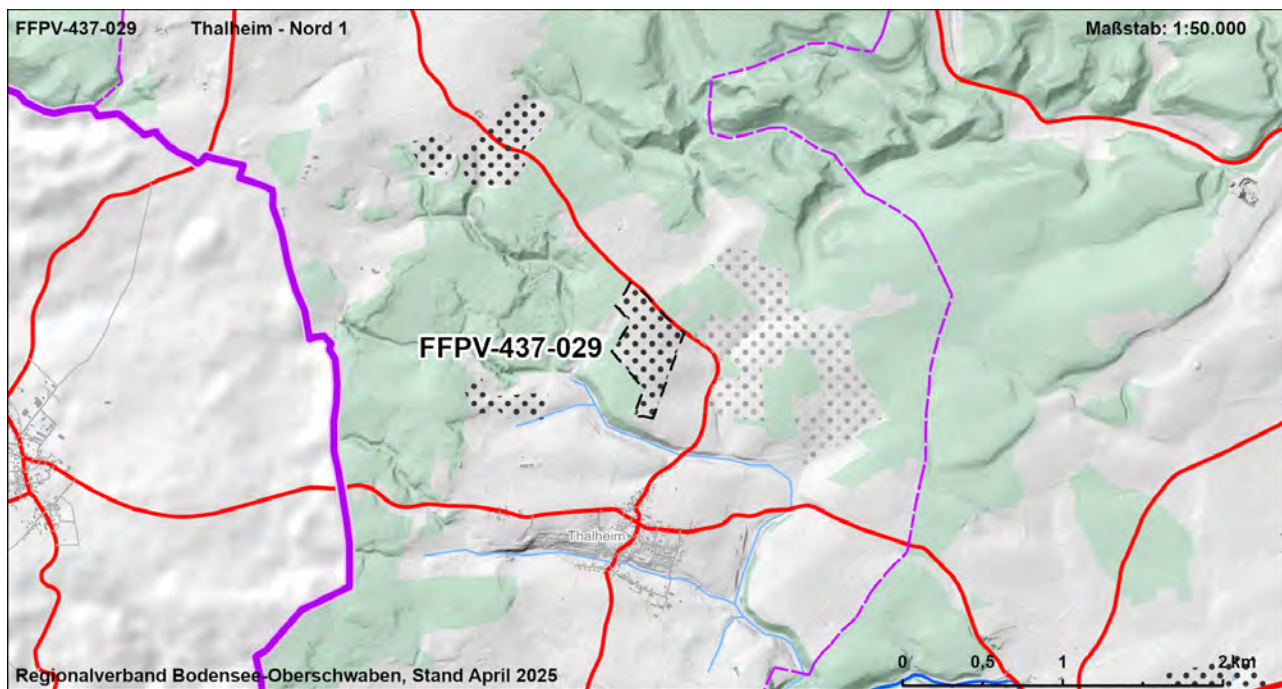 FFPV-437-029 Thalheim - Nord 1 Maßstab: 1:50.000
FFPV-437-029
Thalheim
0 0,5 1 2 km
Regionalverband Bodensee-Oberschwaben, Stand April 2025